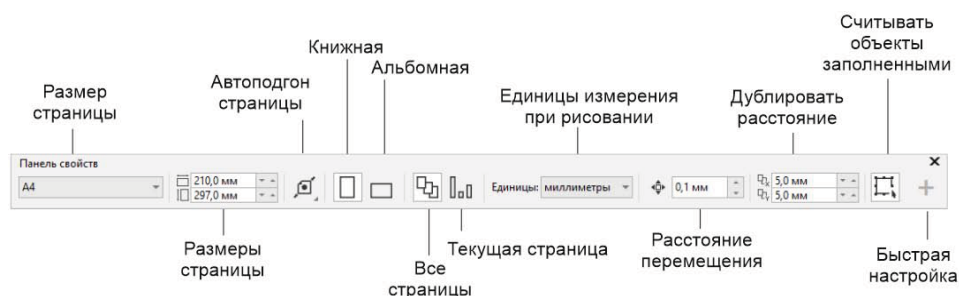 Считывать
объекты
заполненными
Книжная
Альбомная
Автоподгон
страницы
Размер
страницы
Единицы измерения
при рисовании
Дублировать
расстояние
Панель свойств
A4
210,0 мм
297,0 мм
Единицы: миллиметры
0,1 мм
5,0 мм
5,0 мм
Размеры
страницы
Все
страницы
Текущая страница
Расстояние
перемещения
Быстрая
настройка